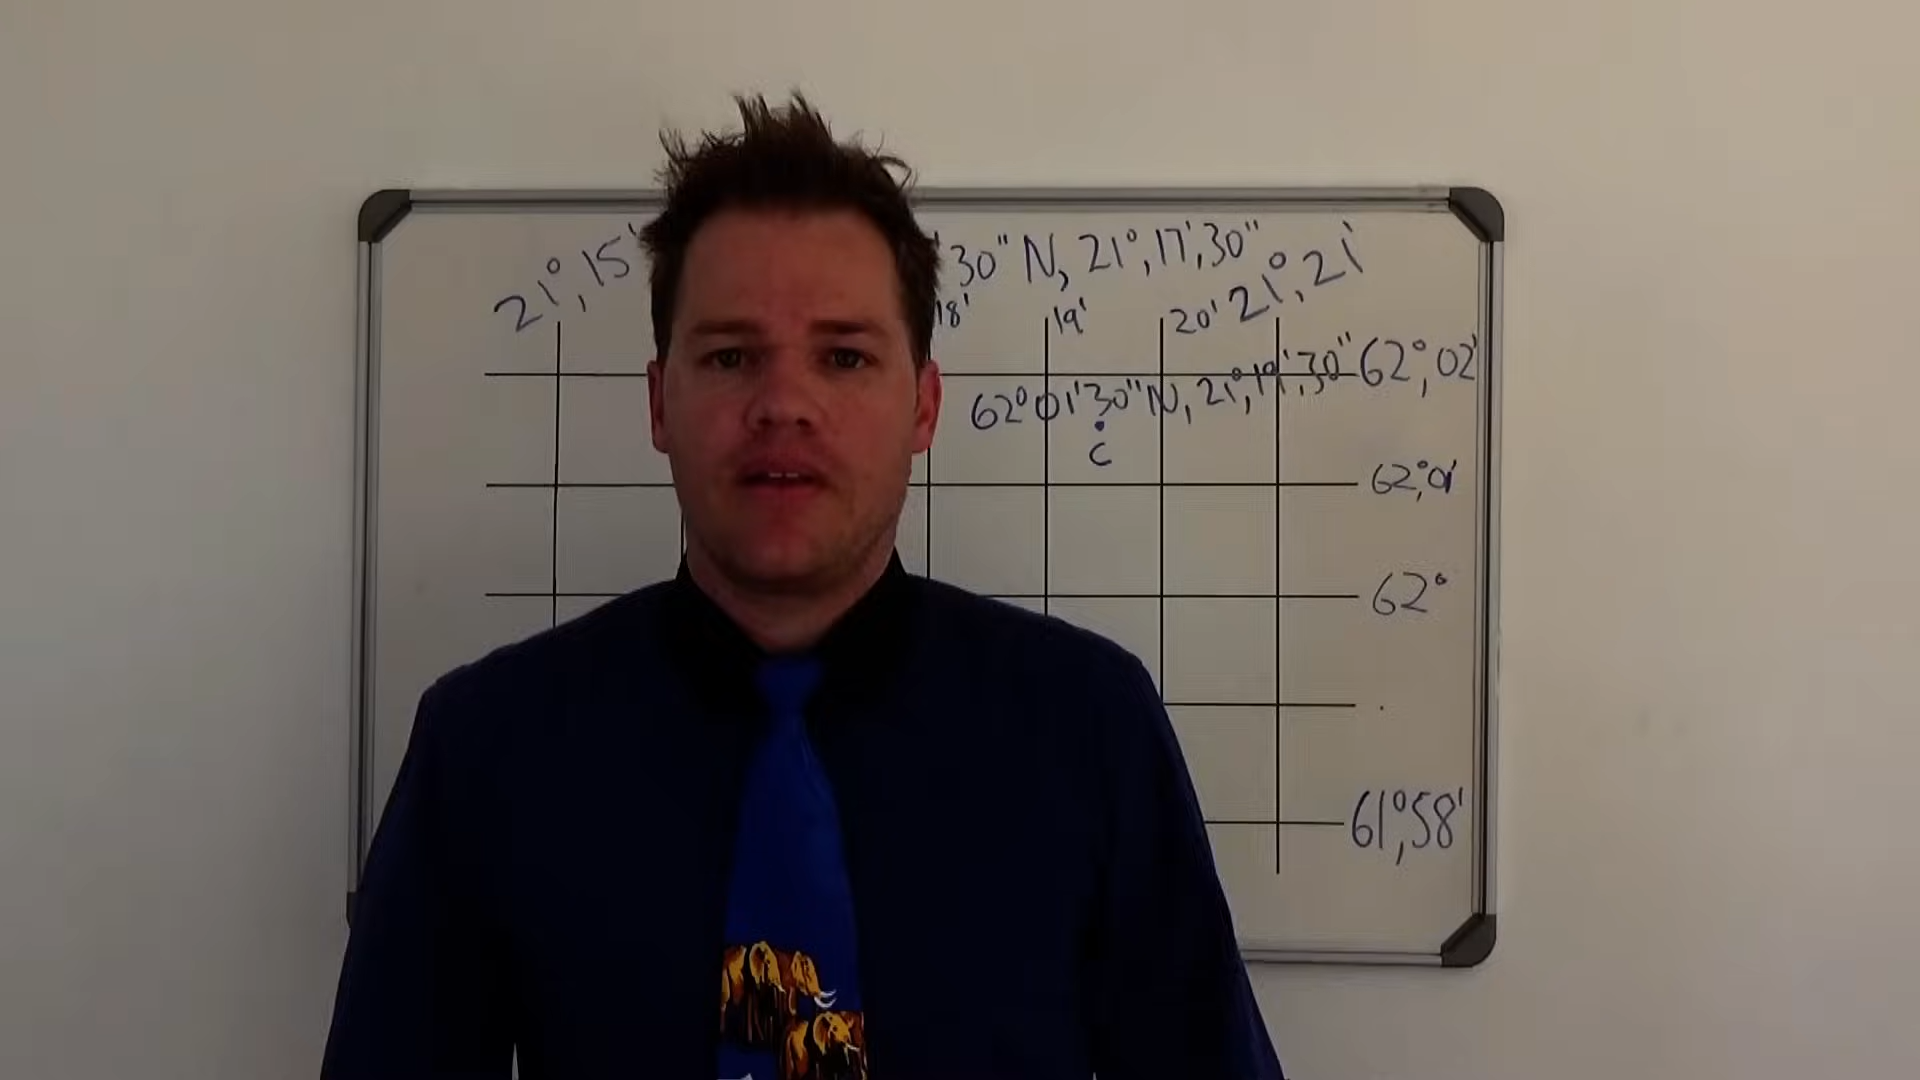 21°,15' '30" N, 21°,17',30" 21°,21'
18' 19' 20'
62°,02'
62°01'30"N, 21°,19',30"
C
62°,01'
62°
61°,58'